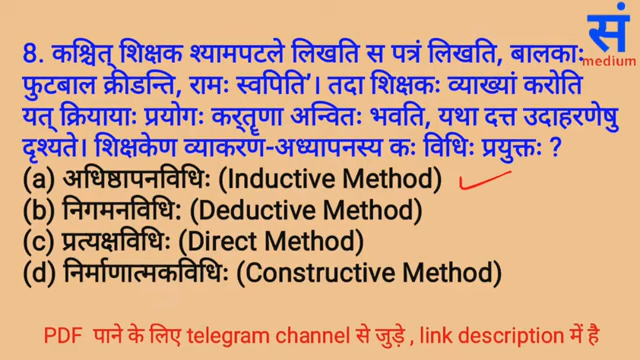 सं
medium
8. कश्चित् शिक्षक श्यामपटले लिखति स पत्रं लिखति, बालकाः
फुटबाल क्रीडन्ति, रामः स्वपिति'। तदा शिक्षकः व्याख्यां करोति
यत् क्रियायाः प्रयोगः कर्तॄणा अन्वितः भवति, यथा दत्त उदाहरणेषु
दृश्यते। शिक्षकेण व्याकरण-अध्यापनस्य कः विधिः प्रयुक्तः ?
(a) अधिष्ठापनविधिः (Inductive Method)
(b) निगमनविधि: (Deductive Method)
(c) प्रत्यक्षविधिः (Direct Method)
(d) निर्माणात्मकविधिः (Constructive Method)
PDF पाने के लिए telegram channel से जुड़े , link description में है